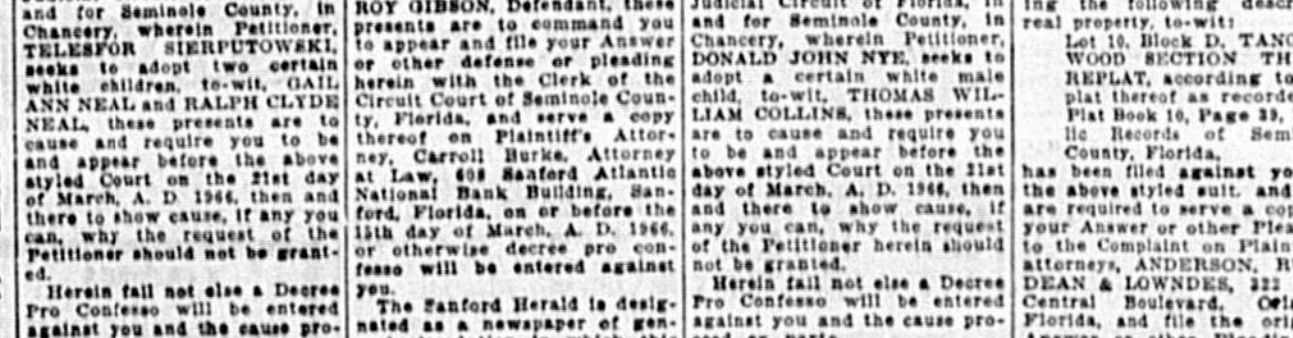 and for Seminole County, in
Chancery, wherein Petitioner,
TELESFOR SIERPUTOWSKI,
seeks to adopt two certain
white children, to-wit, GAIL
ANN NEAL and RALPH CLYDE
NEAL, these presents are to
cause and require you to be
and appear before the above
styled Court on the 21st day
of March, A. D. 1966, then and
there to show cause, if any you
can, why the request of the
Petitioner should not be grant-
ed.
Herein fail not else a Decree
Pro Confesso will be entered
against you and the cause pro-
ROY GIBSON, Defendant, these
presents are to command you
to appear and file your Answer
or other defense or pleading
herein with the Clerk of the
Circuit Court of Seminole Coun-
ty, Florida, and serve a copy
thereof on Plaintiff's Attor-
ney, Carroll Burke, Attorney
at Law, 608 Sanford Atlantic
National Bank Building, San-
ford, Florida, on or before the
15th day of March, A. D. 1966,
or otherwise decree pro con-
fesso will be entered against
you.
The Sanford Herald is desig-
nated as a newspaper of gen-
Judicial Circuit of Florida, in
and for Seminole County, in
Chancery, wherein Petitioner,
DONALD JOHN NYE, seeks to
adopt a certain white male
child, to-wit, THOMAS WIL-
LIAM COLLINS, these presents
are to cause and require you
to be and appear before the
above styled Court on the 21st
day of March, A. D. 1966, then
and there to show cause, if
any you can, why the request
of the Petitioner herein should
not be granted.
Herein fail not else a Decree
Pro Confesso will be entered
against you and the cause pro-
ing the following descr
real property, to-wit:
Lot 10, Block D, TANG
WOOD SECTION TH
REPLAT, according to
plat thereof as recorde
Plat Book 10, Page 39,
lic Records of Sem
County, Florida,
has been filed against yo
the above styled suit, and
are required to serve a cop
your Answer or other Plea
to the Complaint on Plain
attorneys, ANDERSON, R
DEAN & LOWNDES, 222
Central Boulevard, Orl
Florida, and file the orig